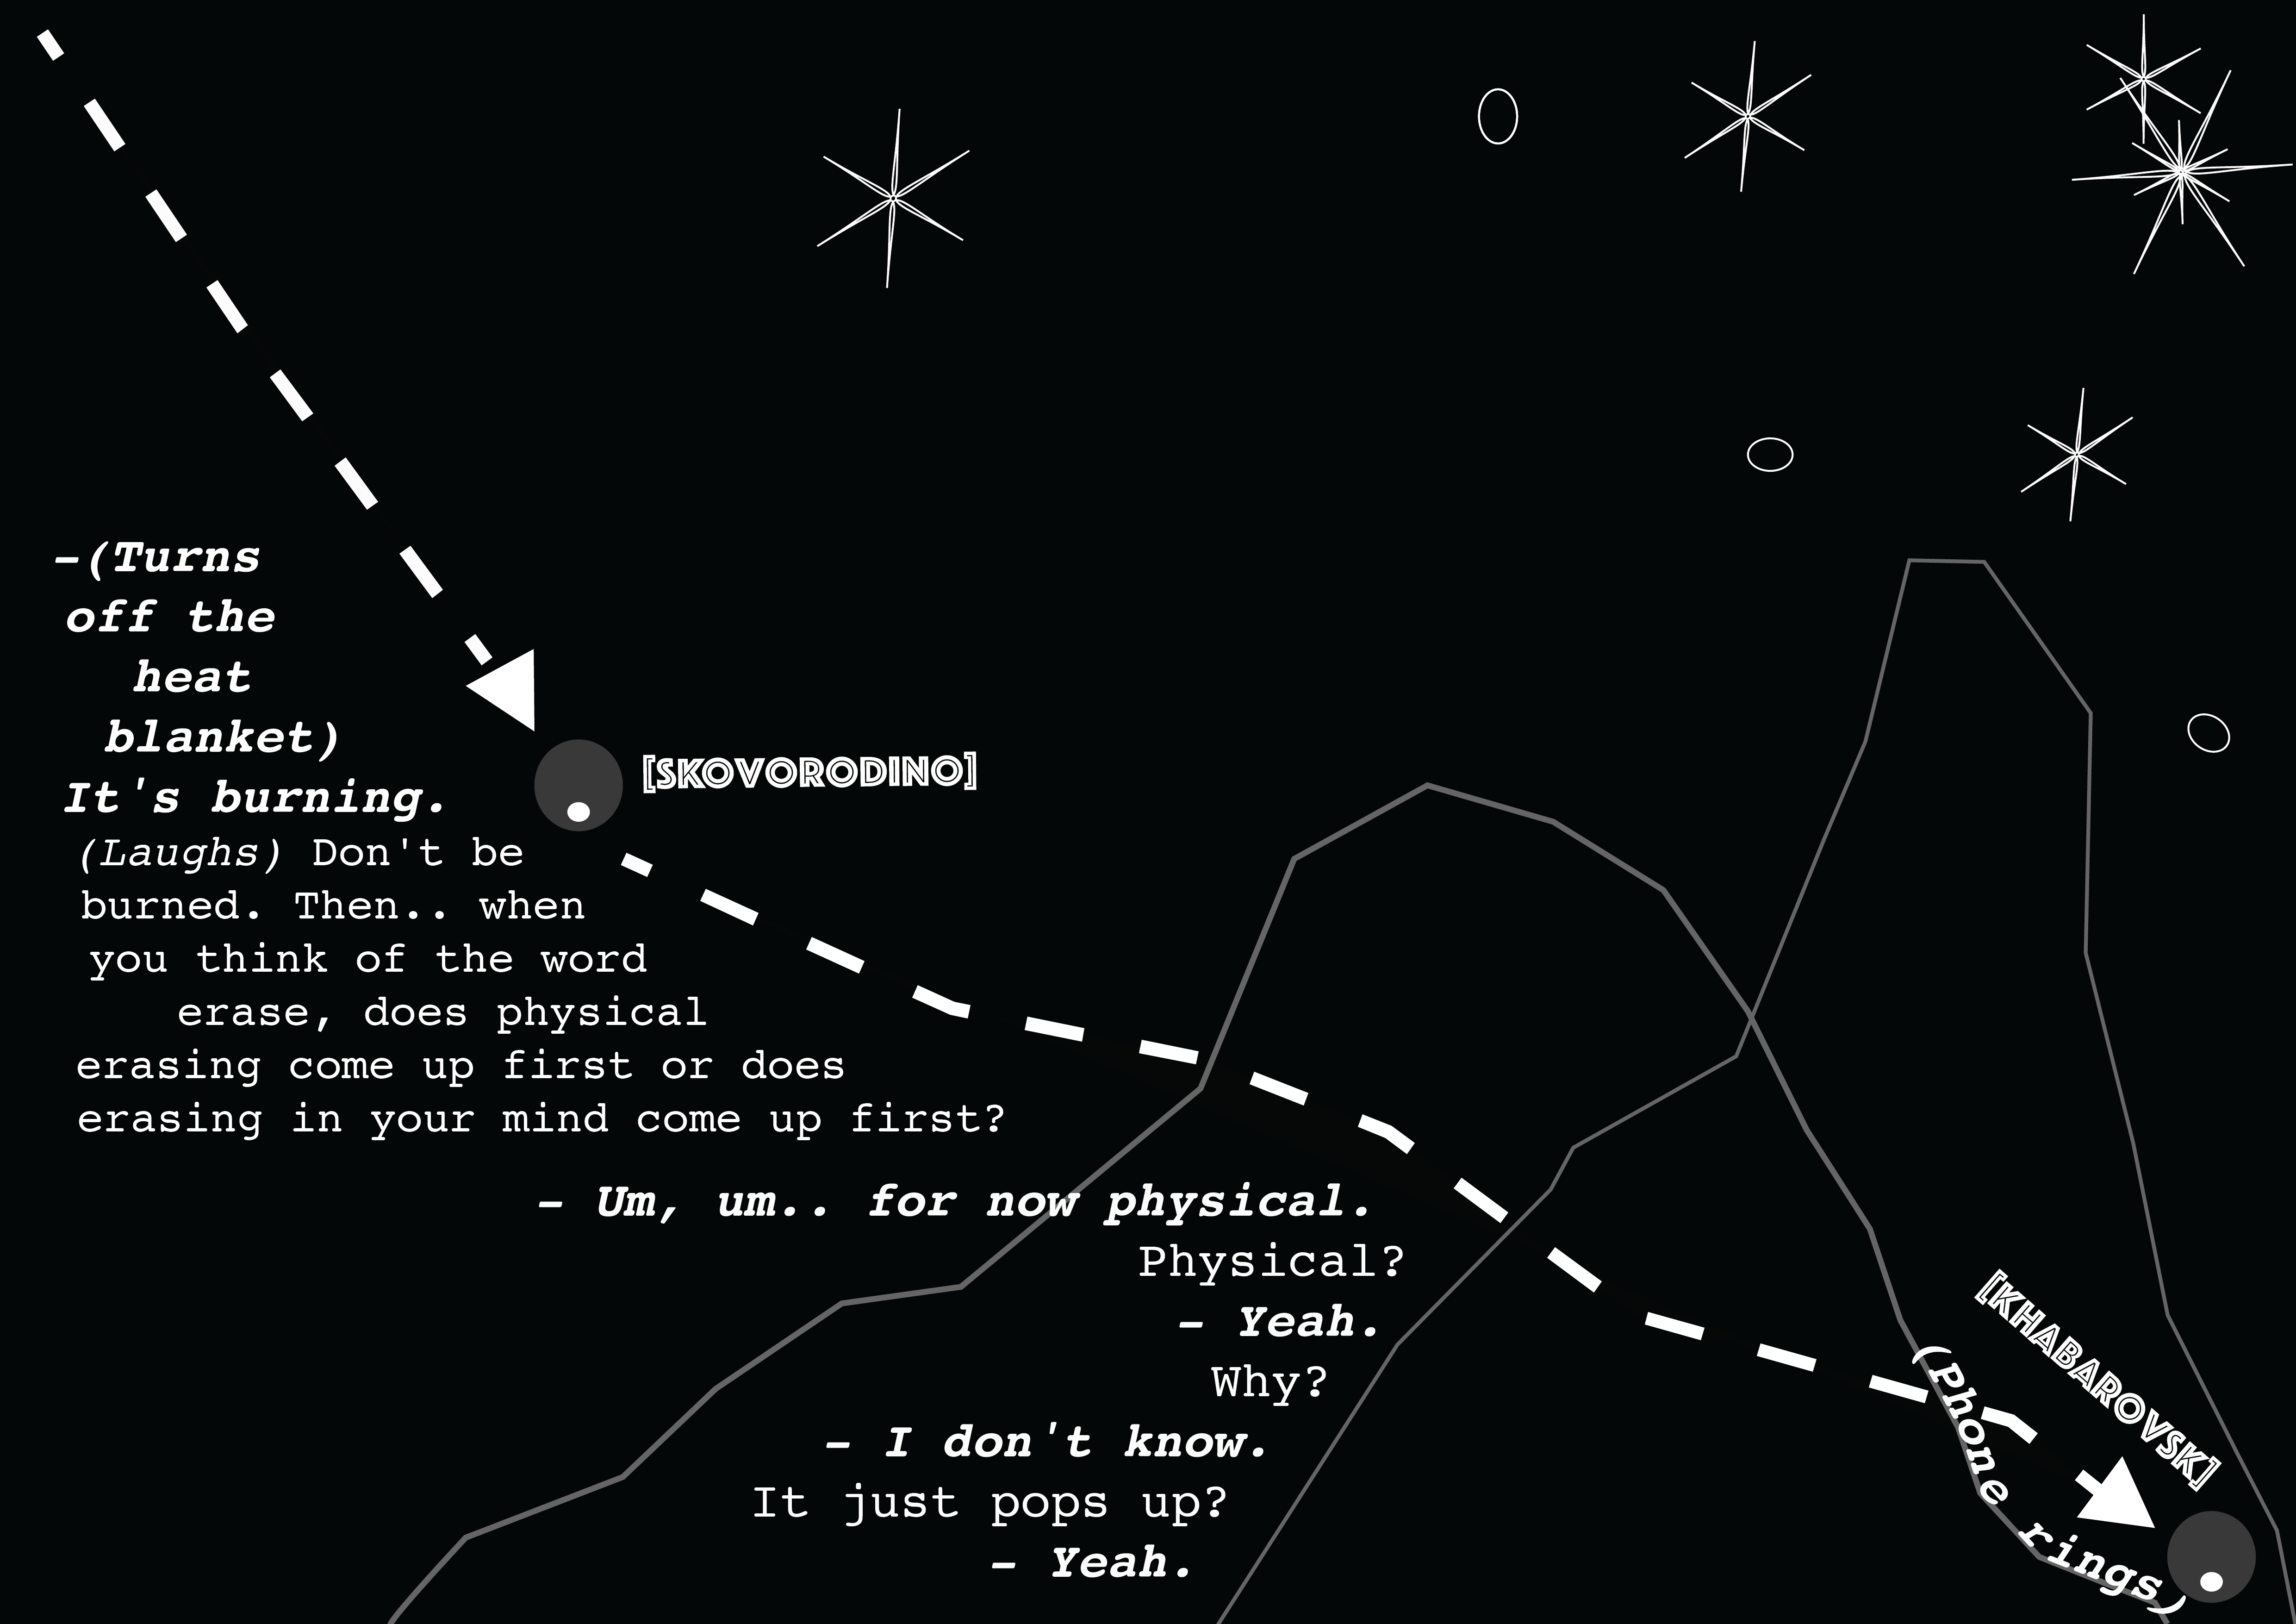 –(Turns
off the
heat
blanket)
It's burning.
[SKOVORODINO]
(Laughs) Don't be
burned. Then.. when
you think of the word
erase, does physical
erasing come up first or does
erasing in your mind come up first?
– Um, um.. for now physical.
Physical?
– Yeah.
Why?
– I don't know.
It just pops up?
– Yeah.
[KHABAROVSK]
(Phone rings)